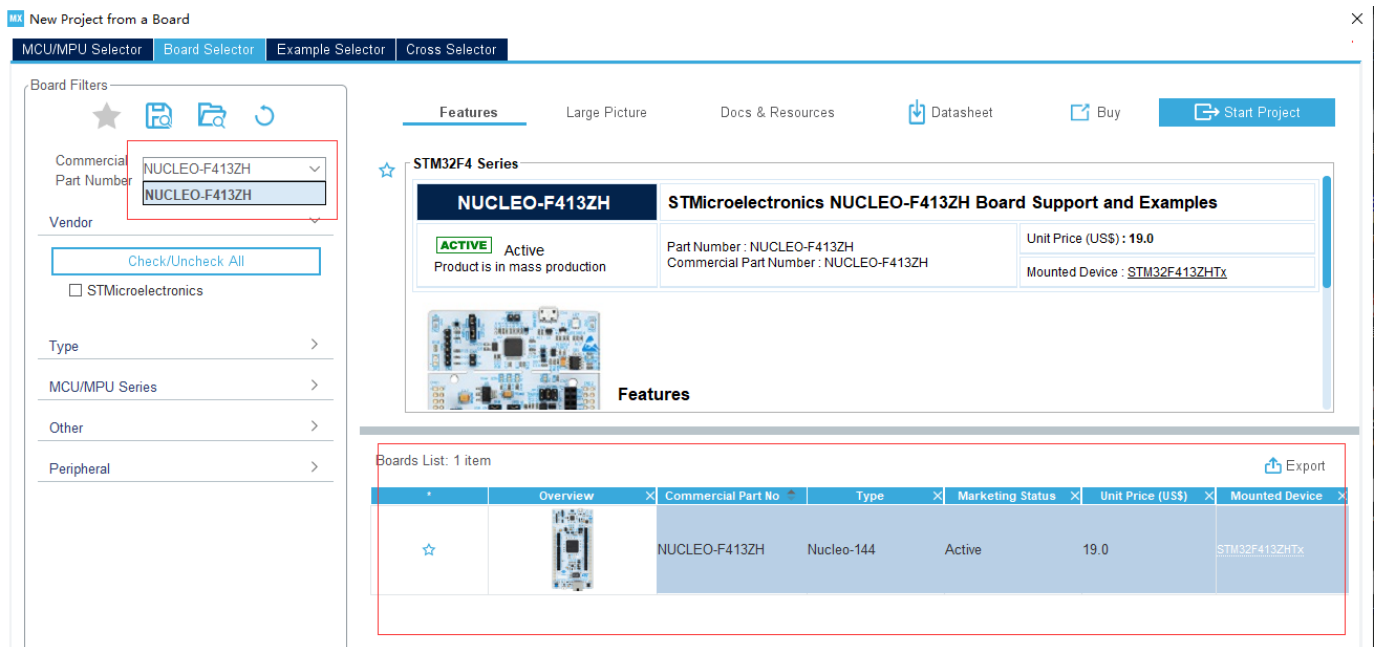 MX New Project from a Board
MCU/MPU Selector Board Selector Example Selector Cross Selector
Board Filters
Commercial
Part Number
NUCLEO-F413ZH
NUCLEO-F413ZH
Vendor
Check/Uncheck All
STMicroelectronics
Type
MCU/MPU Series
Other
Peripheral
Features Large Picture Docs & Resources Datasheet Buy Start Project
STM32F4 Series
NUCLEO-F413ZH STMicroelectronics NUCLEO-F413ZH Board Support and Examples
ACTIVE Active
Product is in mass production
Part Number : NUCLEO-F413ZH
Commercial Part Number : NUCLEO-F413ZH
Unit Price (US$) : 19.0
Mounted Device : STM32F413ZHTx
Features
Boards List: 1 item
Export
* Overview Commercial Part No Type Marketing Status Unit Price (US$) Mounted Device
NUCLEO-F413ZH Nucleo-144 Active 19.0 STM32F413ZHTx